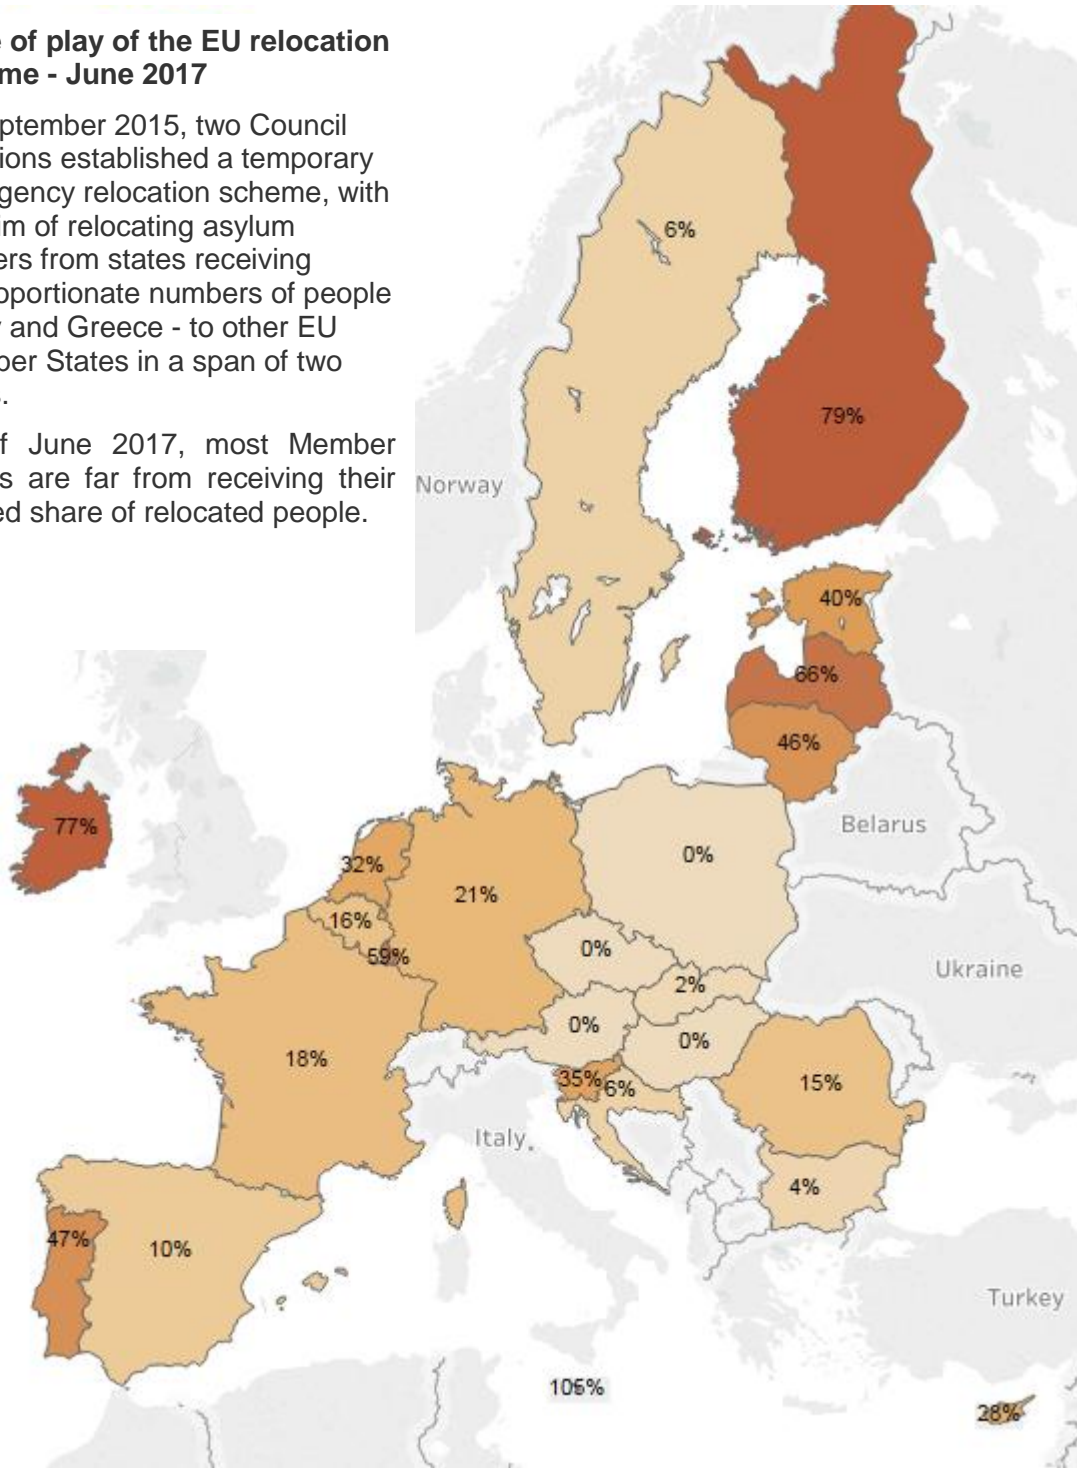 e of play of the EU relocation
me - June 2017
ptember 2015, two Council
tions established a temporary
rgency relocation scheme, with
im of relocating asylum
ers from states receiving
oportionate numbers of people
y and Greece - to other EU
ber States in a span of two
s.
f June 2017, most Member
s are far from receiving their
ed share of relocated people.
6%
79%
Norway
40%
66%
46%
77%
Belarus
32%
0%
21%
16%
59%
0%
Ukraine
2%
0%
0%
18%
35%
6%
15%
Italy
4%
47%
10%
Turkey
28%